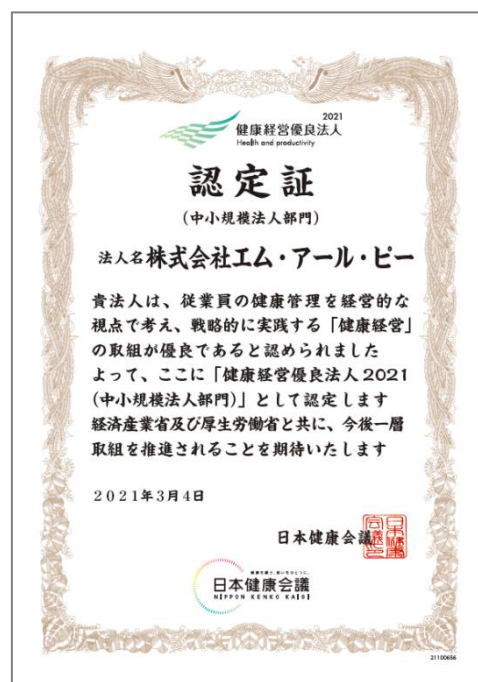 2021
健康経営優良法人
Health and productivity
認定証
(中小規模法人部門)
法人名 株式会社エム・アール・ピー
貴法人は、従業員の健康管理を経営的な
視点で考え、戦略的に実践する「健康経営」
の取組が優良であると認められました
よって、ここに「健康経営優良法人2021
(中小規模法人部門)」として認定します
経済産業省及び厚生労働省と共に、今後一層
取組を推進されることを期待いたします
2021年3月4日
日本健康会議
日本健康会議
NIPPON KENKO KAIGI
21100656